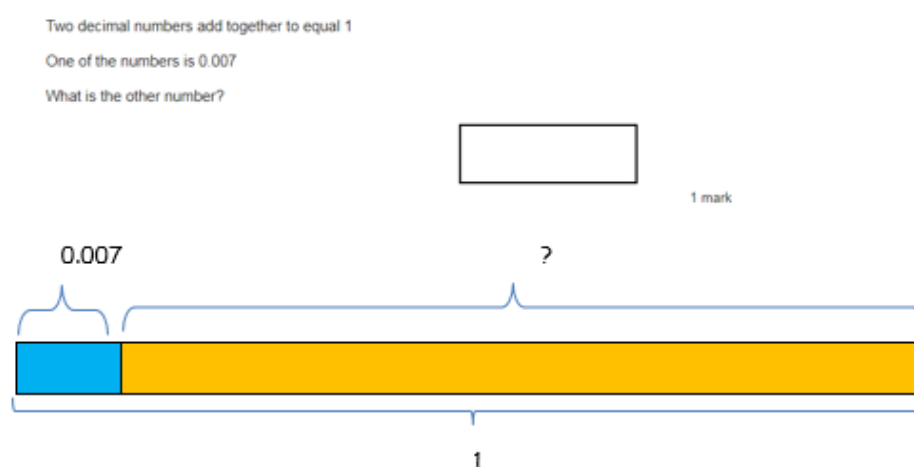 Two decimal numbers add together to equal 1
One of the numbers is 0.007
What is the other number?
1 mark
0.007
?
1